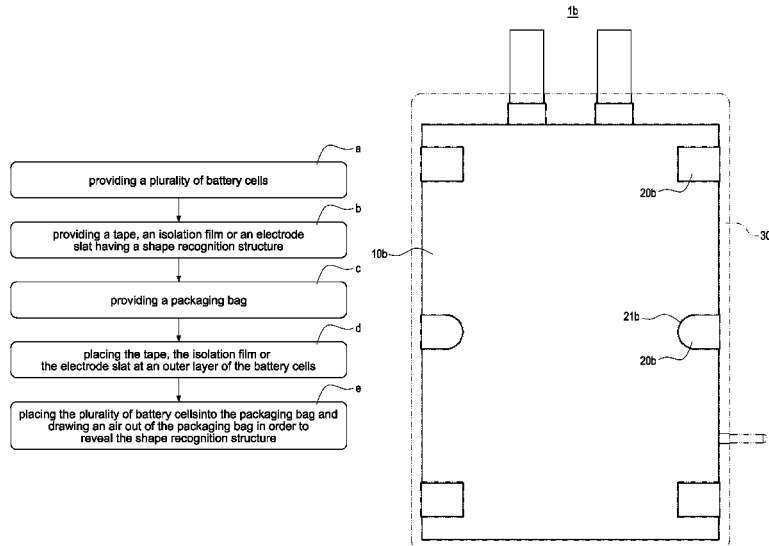 a
providing a plurality of battery cells
b
providing a tape, an isolation film or an electrode
slat having a shape recognition structure
c
providing a packaging bag
d
placing the tape, the isolation film or
the electrode slat at an outer layer of the battery cells
e
placing the plurality of battery cellsinto the packaging bag and
drawing an air out of the packaging bag in order to
reveal the shape recognition structure
1b
20b
30
10b
21b
20b